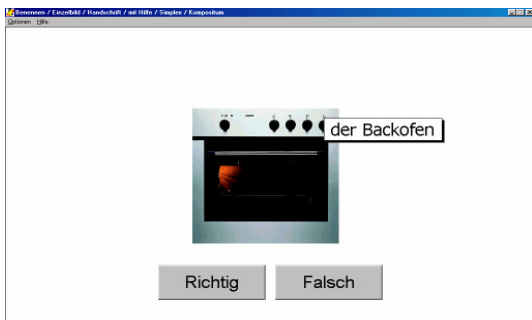 Benennen / Einzelbild / Handschrift / mit Hilfe / Simplex / Kompositum
Optionen Hilfe
der Backofen
Richtig Falsch